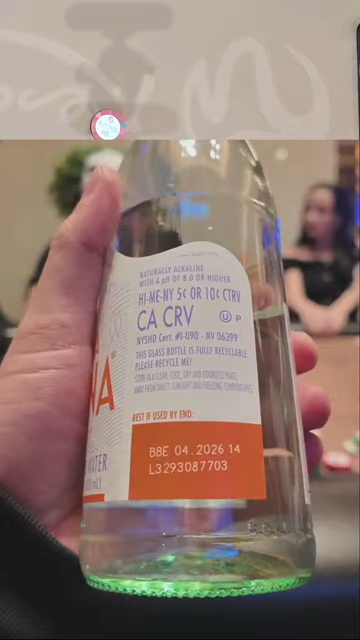 NATURALLY ALKALINE
WITH A pH OF 8.0 OR HIGHER
HI-ME-NY 5¢ OR 10¢ CTRV
CA CRV
U P
NYSHD Cert. #I-090 - NV 06399
THIS GLASS BOTTLE IS FULLY RECYCLABLE
PLEASE RECYCLE ME!
STORE IN A CLEAN, COOL, DRY AND ODORLESS PLACE,
AWAY FROM DIRECT SUNLIGHT AND FREEZING TEMPERATURES.
NA®
WATER
BEST IF USED BY END:
BBE 04.2026 14
L3293087703